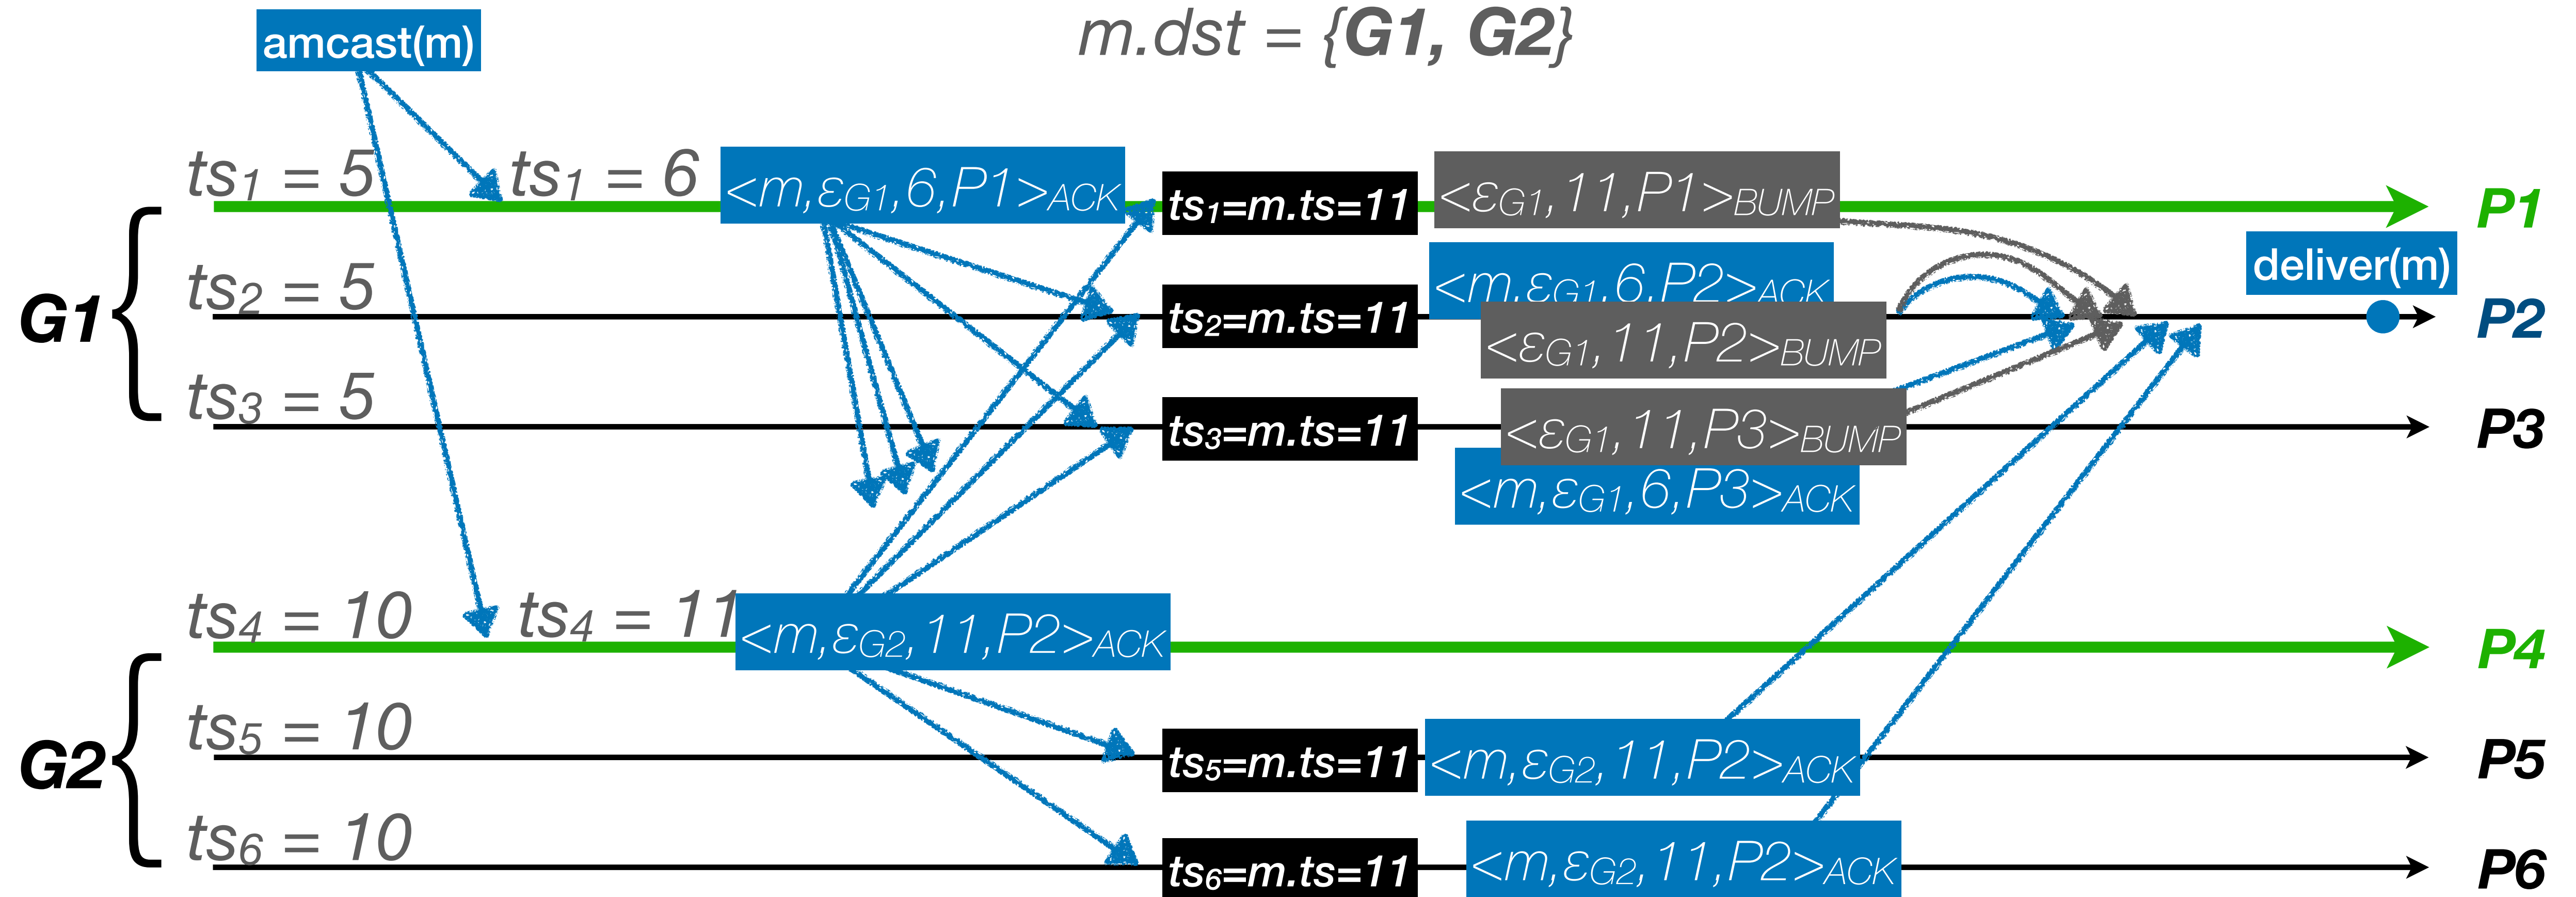 m.dst = {G1, G2}
amcast(m)
ts1 = 5
ts1 = 6
<m,εG1,6,P1>ACK
ts1=m.ts=11
<εG1,11,P1>BUMP
P1
G1
ts2 = 5
ts2=m.ts=11
<m,εG1,6,P2>ACK
<εG1,11,P2>BUMP
deliver(m)
P2
ts3 = 5
ts3=m.ts=11
<εG1,11,P3>BUMP
<m,εG1,6,P3>ACK
P3
ts4 = 10
ts4 = 11
<m,εG2,11,P2>ACK
P4
G2
ts5 = 10
ts5=m.ts=11
<m,εG2,11,P2>ACK
P5
ts6 = 10
ts6=m.ts=11
<m,εG2,11,P2>ACK
P6